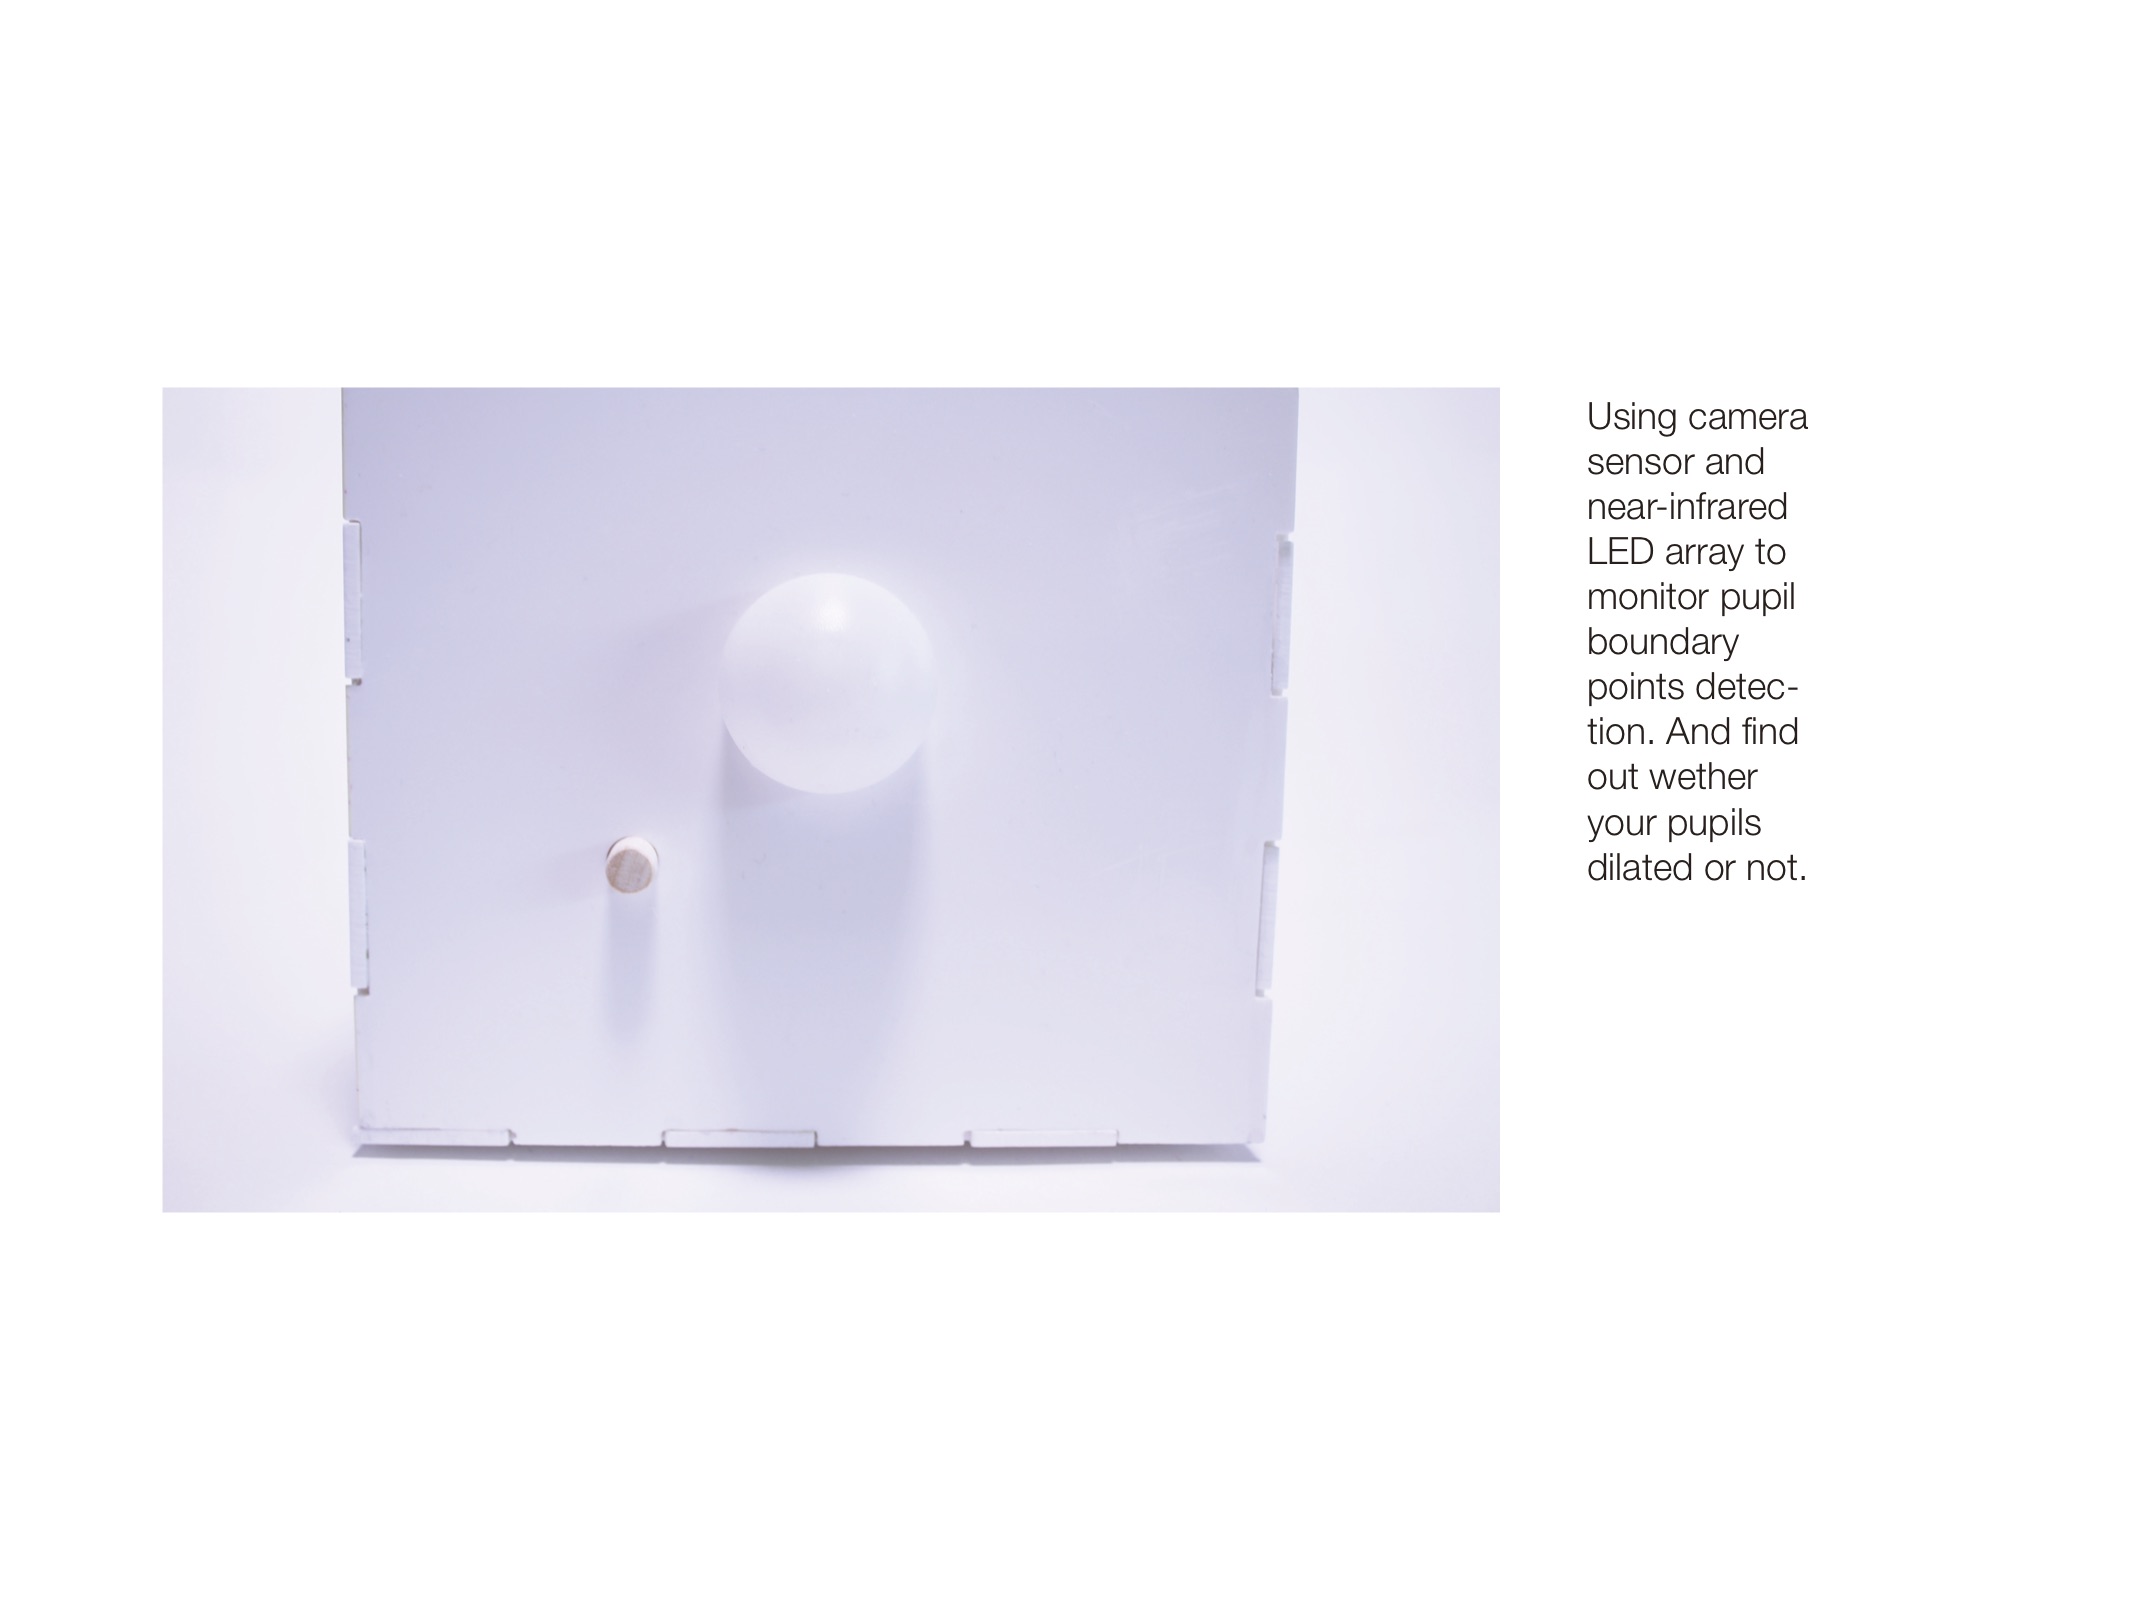 Using camera
sensor and
near-infrared
LED array to
monitor pupil
boundary
points detec-
tion. And find
out wether
your pupils
dilated or not.